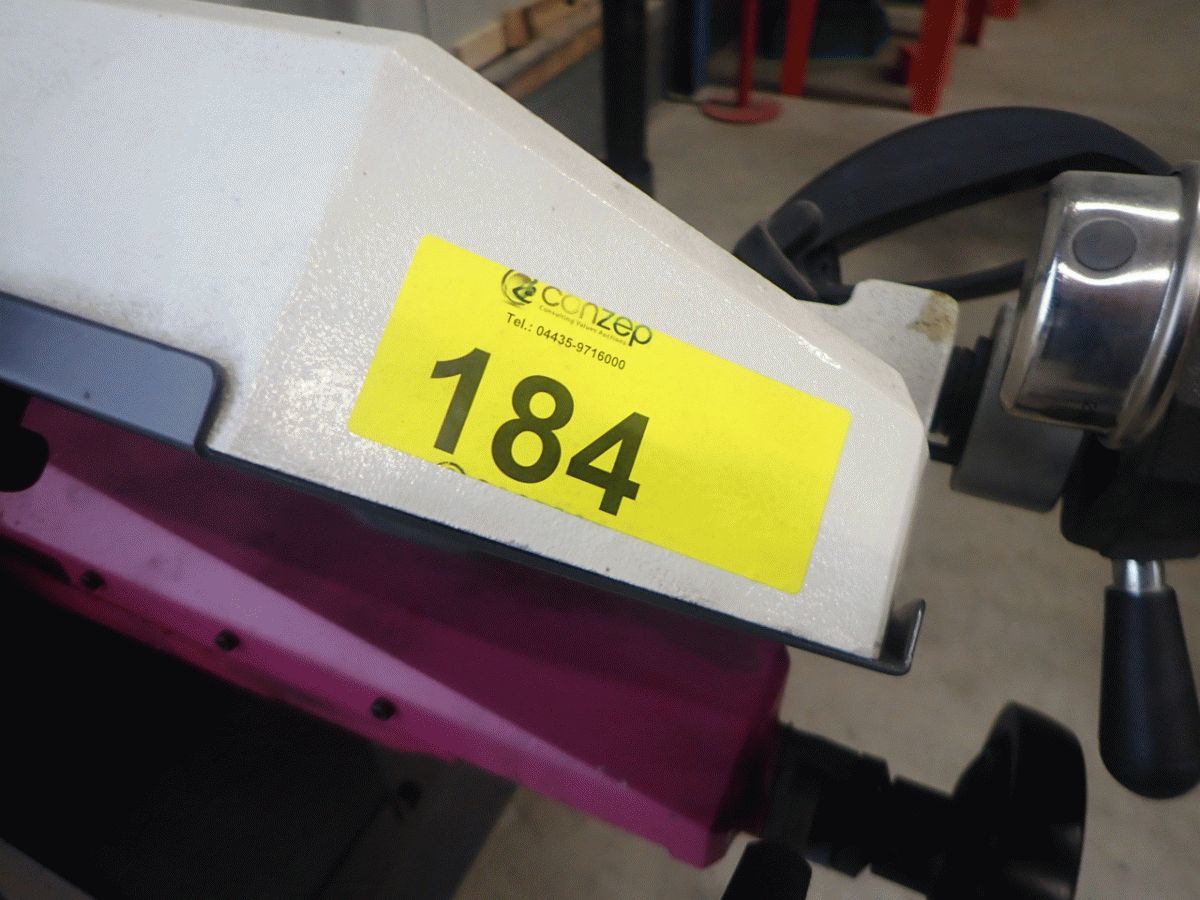 conzep
Consulting Values Auctions
Tel.: 04435-9716000
184